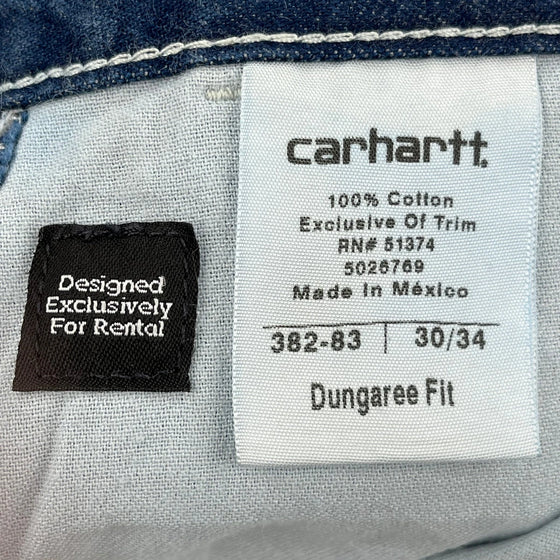 carhartt.
100% Cotton
Exclusive Of Trim
RN# 51374
5026769
Made In México
382-83 | 30/34
Dungaree Fit
Designed
Exclusively
For Rental